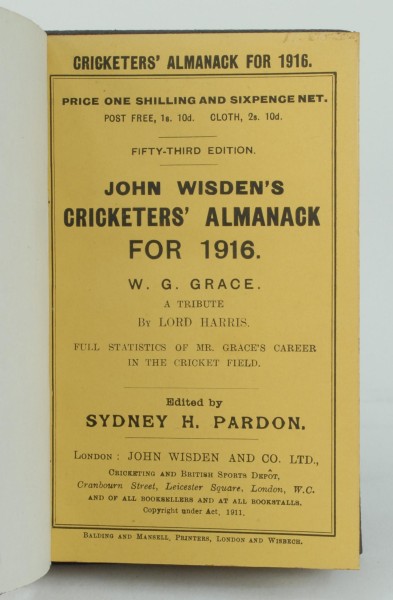 CRICKETERS' ALMANACK FOR 1916.
PRICE ONE SHILLING AND SIXPENCE NET.
POST FREE, 1s. 10d. CLOTH, 2s. 10d.
FIFTY-THIRD EDITION.
JOHN WISDEN'S
CRICKETERS' ALMANACK
FOR 1916.
W. G. GRACE.
A TRIBUTE
BY LORD HARRIS.
FULL STATISTICS OF MR. GRACE'S CAREER
IN THE CRICKET FIELD.
Edited by
SYDNEY H. PARDON.
LONDON: JOHN WISDEN AND CO. LTD.,
CRICKETING AND BRITISH SPORTS DEPÔT,
Cranbourn Street, Leicester Square, London, W.C.
AND OF ALL BOOKSELLERS AND AT ALL BOOKSTALLS.
Copyright under Act, 1911.
BALDING AND MANSELL, PRINTERS, LONDON AND WISBECH.